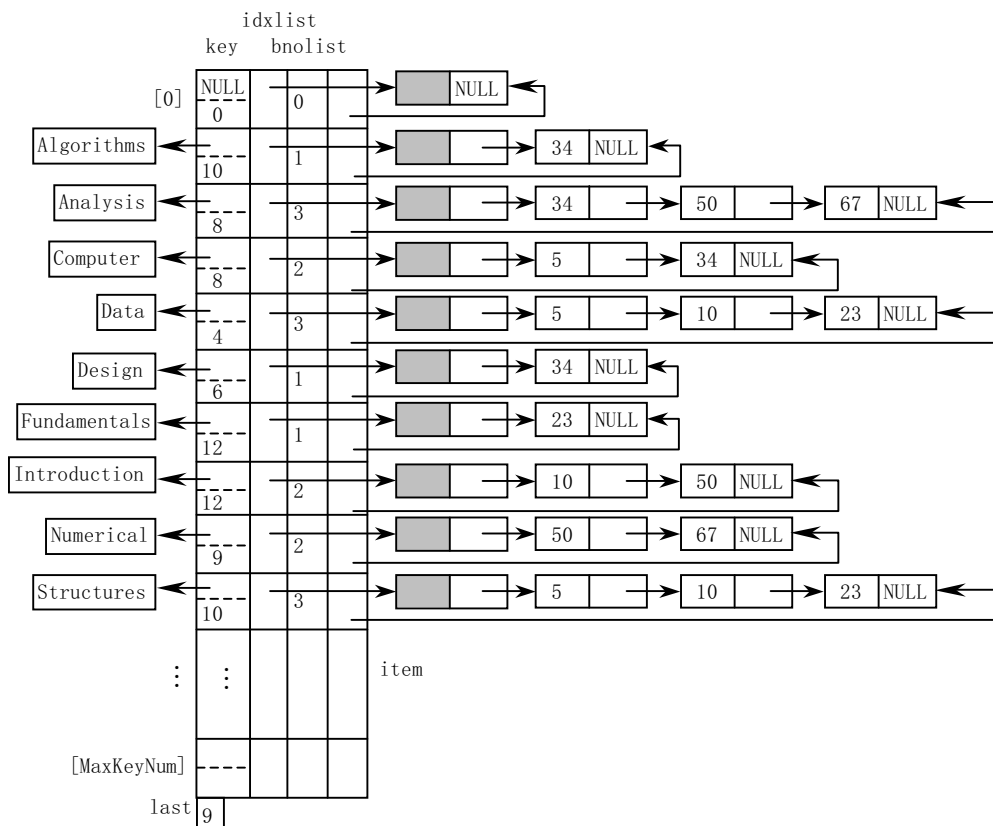 idxlist
key bnolist
[0] NULL 0 0 NULL
Algorithms 10 1 34 NULL
Analysis 8 3 34 50 67 NULL
Computer 8 2 5 34 NULL
Data 4 3 5 10 23 NULL
Design 6 1 34 NULL
Fundamentals 12 1 23 NULL
Introduction 12 2 10 50 NULL
Numerical 9 2 50 67 NULL
Structures 10 3 5 10 23 NULL
item
⋮ ⋮
[MaxKeyNum]
last 9